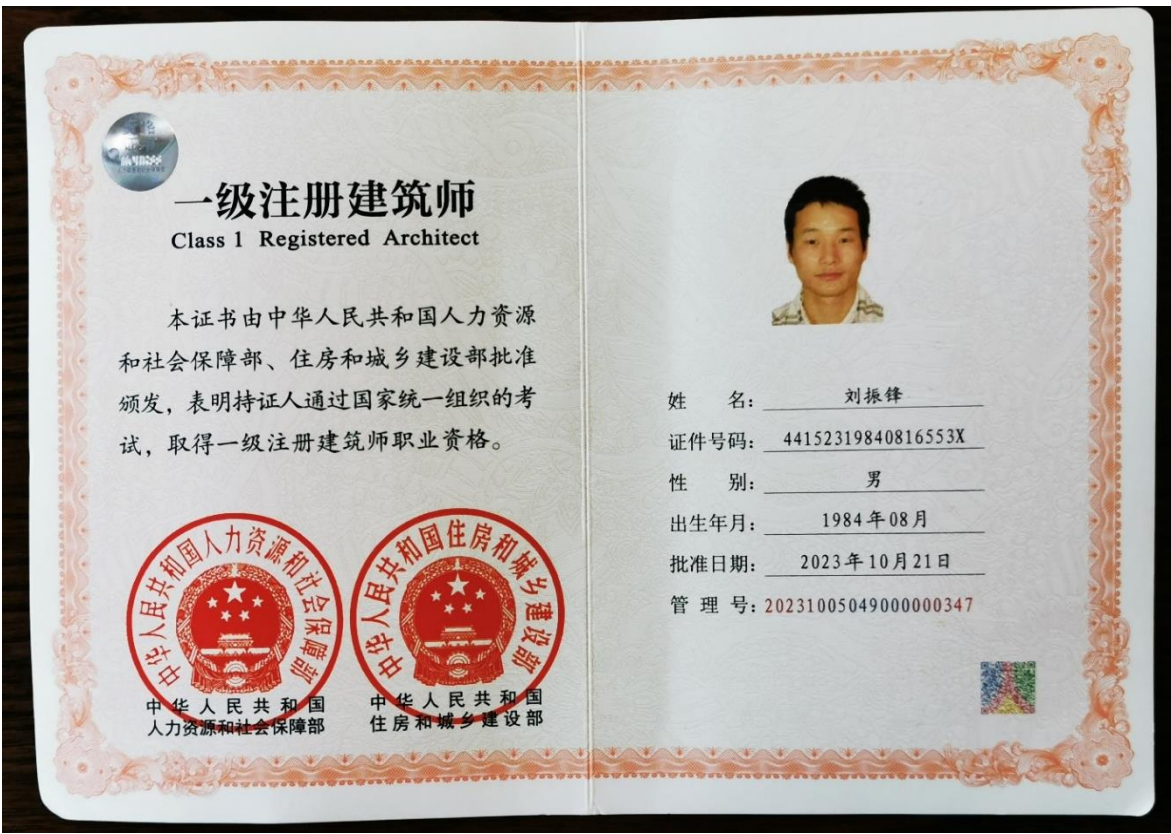 一级注册建筑师
Class 1 Registered Architect
本证书由中华人民共和国人力资源
和社会保障部、住房和城乡建设部批准
颁发，表明持证人通过国家统一组织的考
试，取得一级注册建筑师职业资格。
中华人民共和国人力资源和社会保障部
中华人民共和国
人力资源和社会保障部
中华人民共和国住房和城乡建设部
中华人民共和国
住房和城乡建设部
姓 名：刘振锋
证件号码：44152319840816553X
性 别：男
出生年月：1984年08月
批准日期：2023年10月21日
管 理 号：20231005049000000347